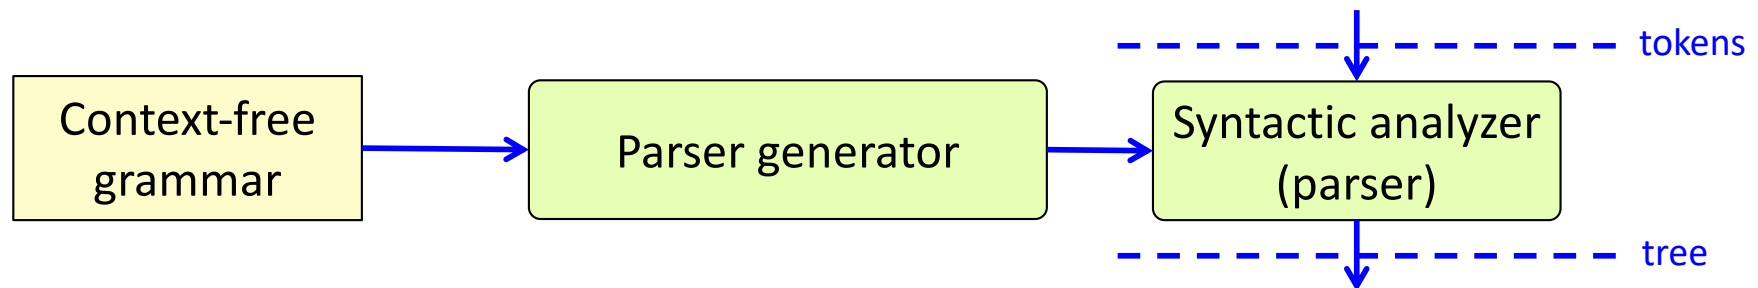 tokens
Context-free
grammar
Parser generator
Syntactic analyzer
(parser)
tree